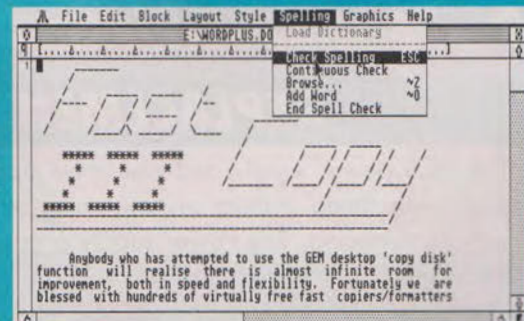 File Edit Block Layout Style Spelling Graphics Help
E:\WORDPLUS.DO
Load Dictionary
Check Spelling ESC
Continuous Check
Browse... ^2
Add Word ^0
End Spell Check
Fast
Copy
III
Anybody who has attempted to use the GEM desktop 'copy disk'
function will realise there is almost infinite room for
improvement, both in speed and flexibility. Fortunately we are
blessed with hundreds of virtually free fast copiers/formatters